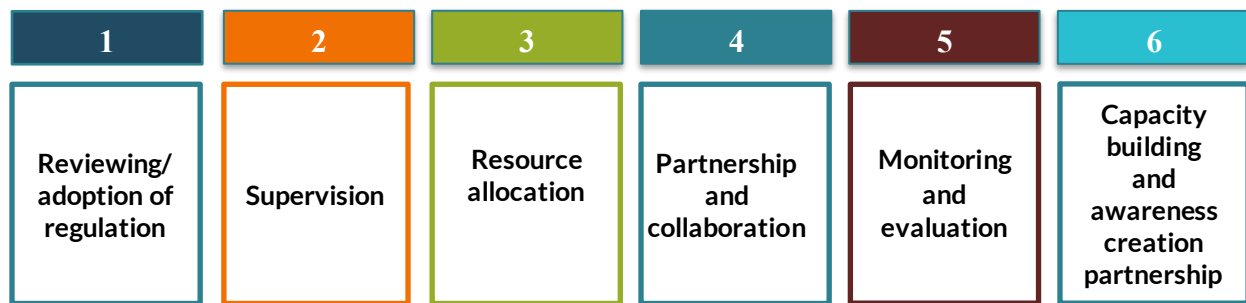 1
2
3
4
5
6
Reviewing/
adoption of
regulation
Supervision
Resource
allocation
Partnership
and
collaboration
Monitoring
and
evaluation
Capacity
building
and
awareness
creation
partnership